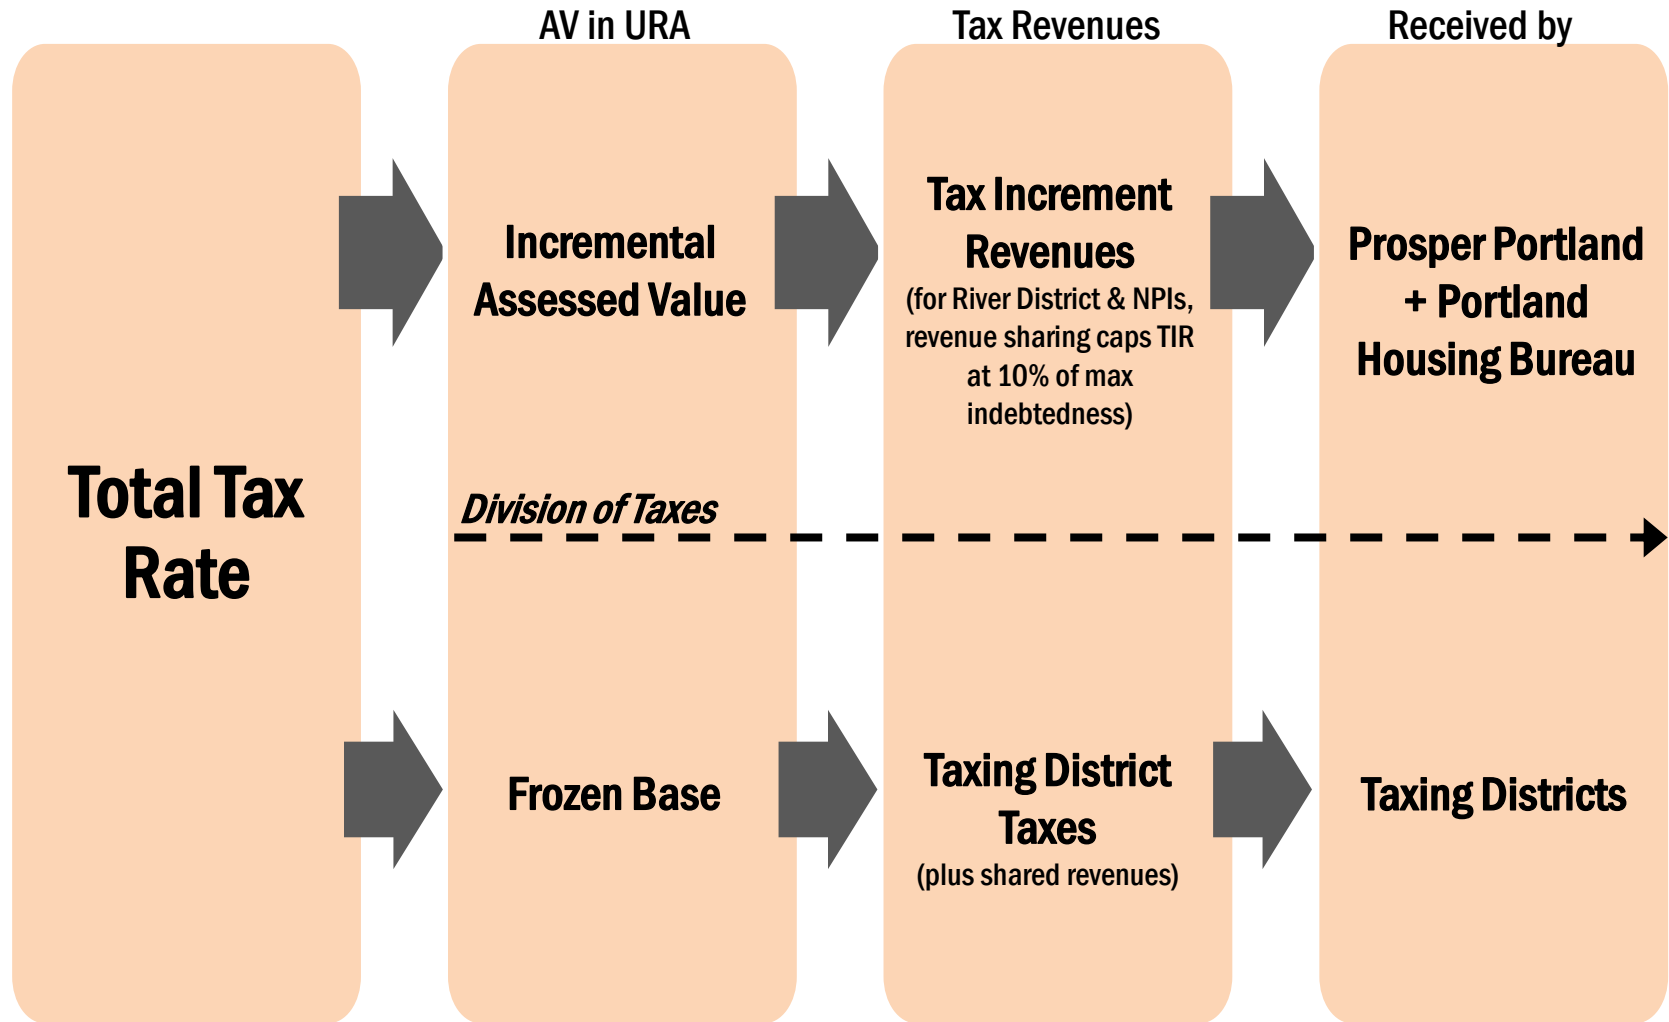 AV in URA
Tax Revenues
Received by
Total Tax
Rate
Incremental
Assessed Value
Tax Increment
Revenues
(for River District & NPIs,
revenue sharing caps TIR
at 10% of max
indebtedness)
Prosper Portland
+ Portland
Housing Bureau
Division of Taxes
Frozen Base
Taxing District
Taxes
(plus shared revenues)
Taxing Districts